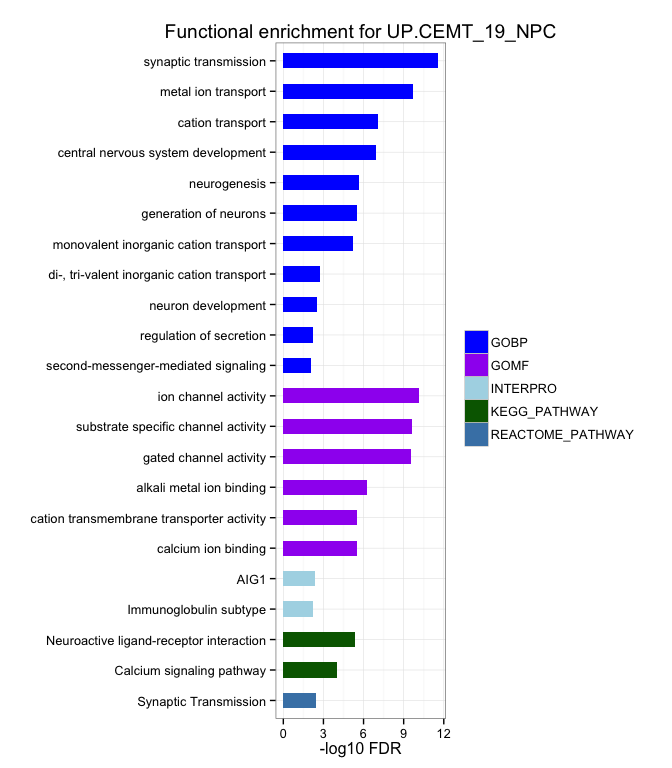 Functional enrichment for UP.CEMT_19_NPC
synaptic transmission
metal ion transport
cation transport
central nervous system development
neurogenesis
generation of neurons
monovalent inorganic cation transport
di-, tri-valent inorganic cation transport
neuron development
regulation of secretion
second-messenger-mediated signaling
ion channel activity
substrate specific channel activity
gated channel activity
alkali metal ion binding
cation transmembrane transporter activity
calcium ion binding
AIG1
Immunoglobulin subtype
Neuroactive ligand-receptor interaction
Calcium signaling pathway
Synaptic Transmission
0 3 6 9 12
-log10 FDR
GOBP
GOMF
INTERPRO
KEGG_PATHWAY
REACTOME_PATHWAY